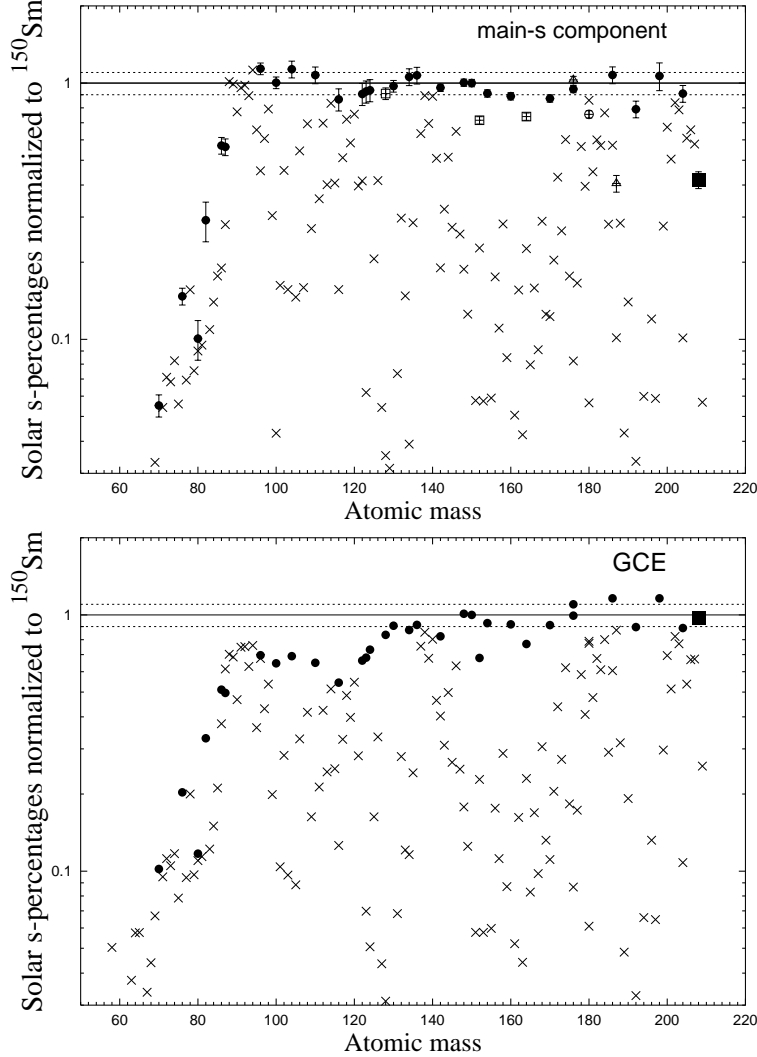 main-s component
Solar s-percentages normalized to ¹⁵⁰Sm
1
0.1
60 80 100 120 140 160 180 200 220
Atomic mass
GCE
Solar s-percentages normalized to ¹⁵⁰Sm
1
0.1
60 80 100 120 140 160 180 200 220
Atomic mass